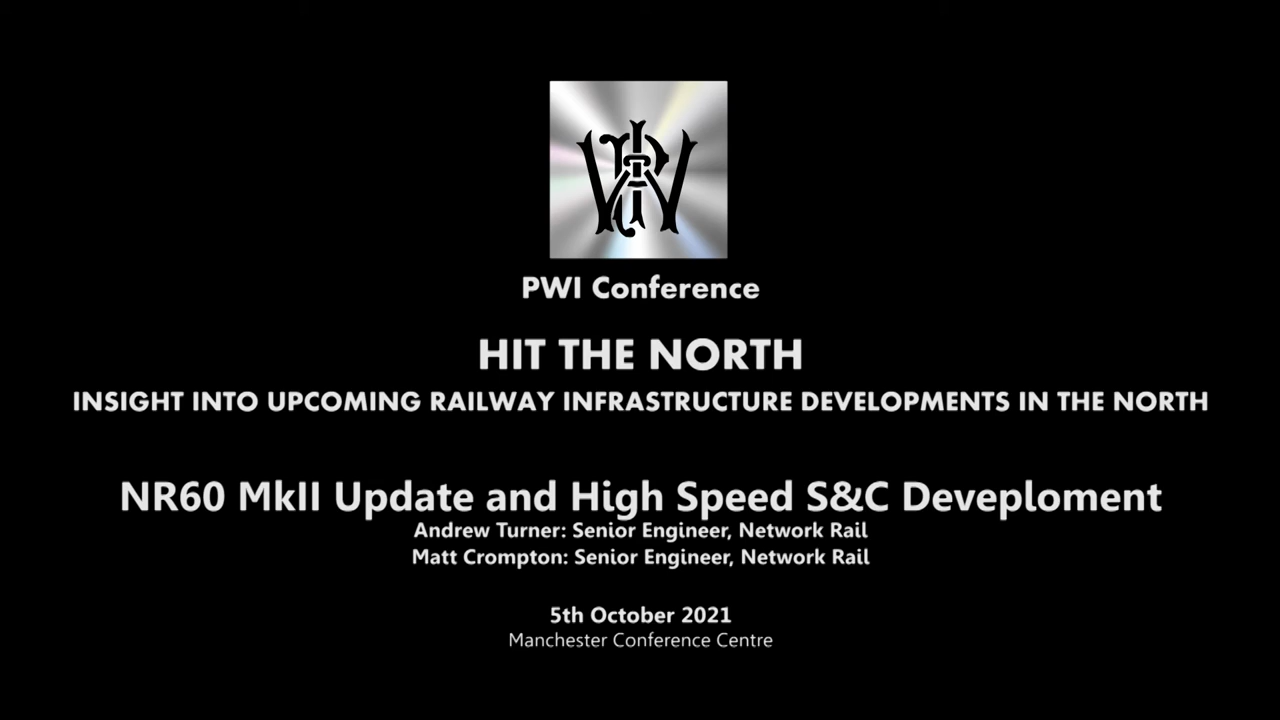 PWI Conference
HIT THE NORTH
INSIGHT INTO UPCOMING RAILWAY INFRASTRUCTURE DEVELOPMENTS IN THE NORTH
NR60 MkII Update and High Speed S&C Deveploment
Andrew Turner: Senior Engineer, Network Rail
Matt Crompton: Senior Engineer, Network Rail
5th October 2021
Manchester Conference Centre